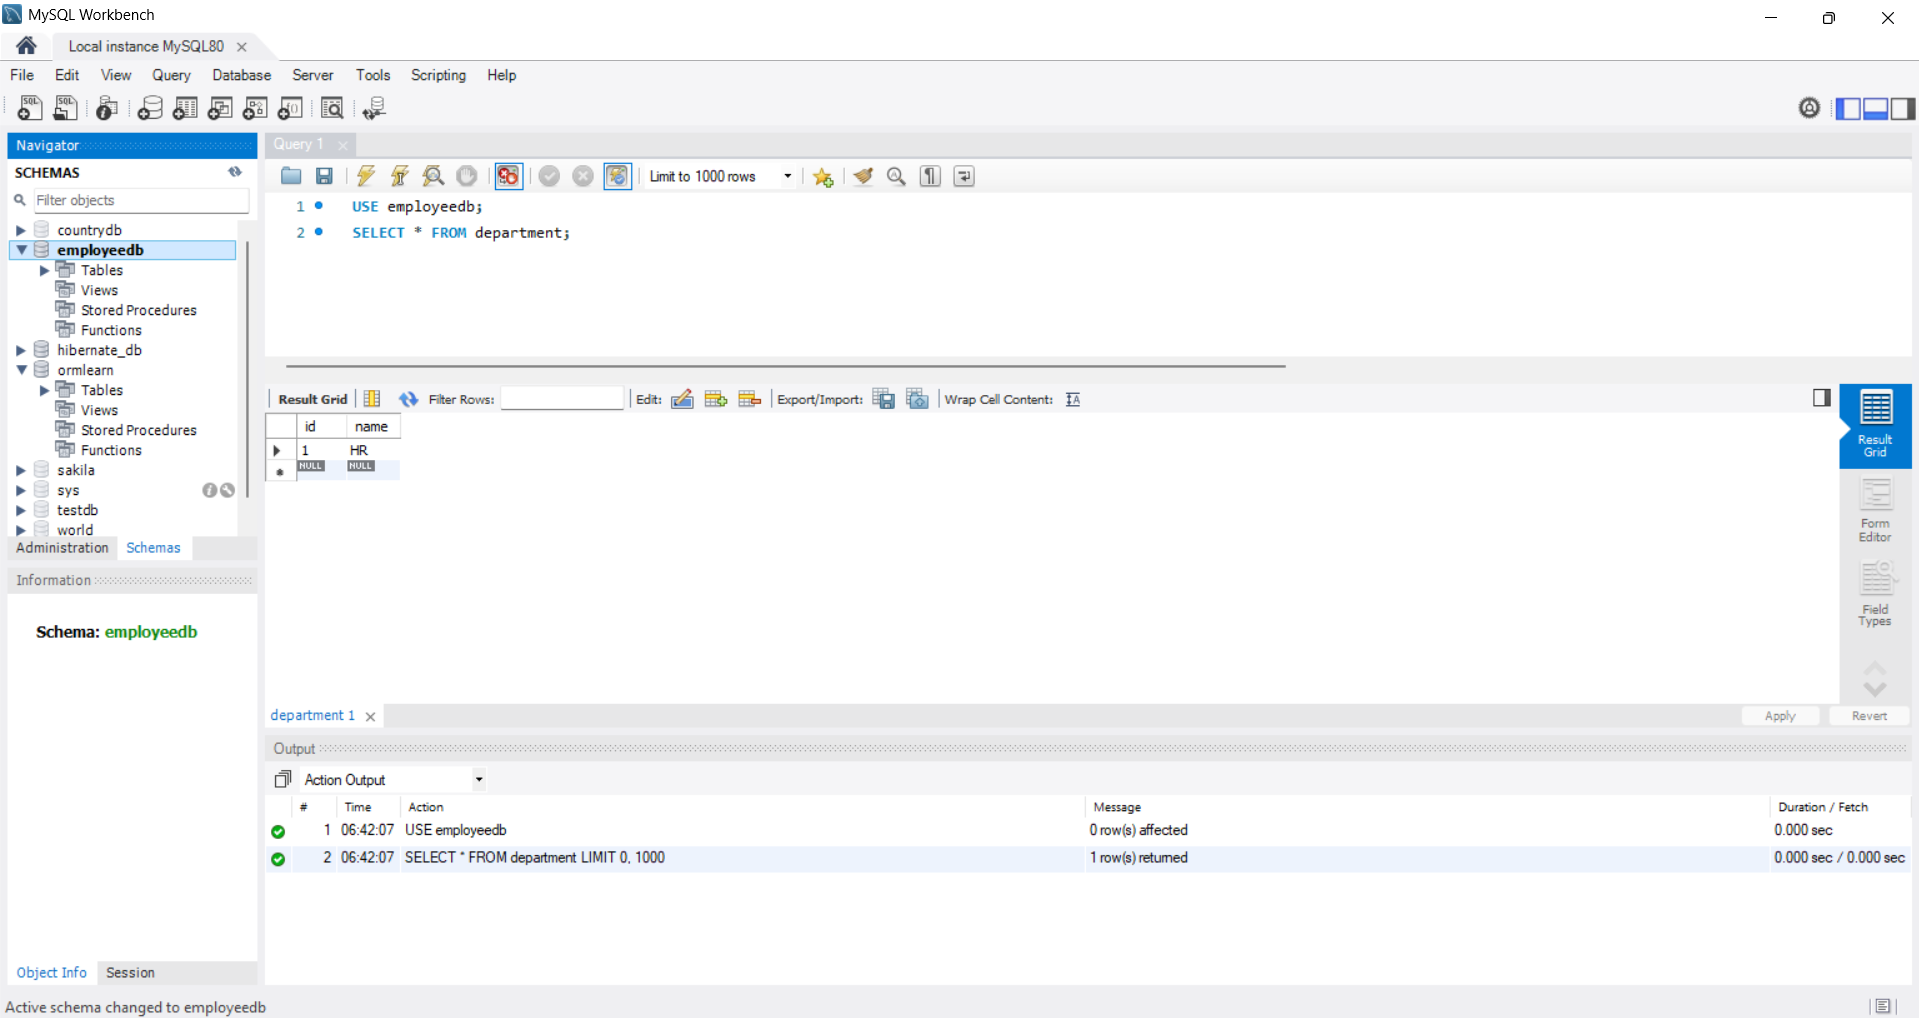 MySQL Workbench
Local instance MySQL80
File Edit View Query Database Server Tools Scripting Help
Navigator
SCHEMAS
Filter objects
countrydb
employeedb
Tables
Views
Stored Procedures
Functions
hibernate_db
ormlearn
Tables
Views
Stored Procedures
Functions
sakila
sys
testdb
world
Administration Schemas
Information
Schema: employeedb
Object Info Session
Query 1
Limit to 1000 rows
1 USE employeedb;
2 SELECT * FROM department;
Result Grid Filter Rows: Edit: Export/Import: Wrap Cell Content:
id name
1 HR
NULL NULL
Result
Grid
Form
Editor
Field
Types
department 1
Apply Revert
Output
Action Output
# Time Action Message Duration / Fetch
1 06:42:07 USE employeedb 0 row(s) affected 0.000 sec
2 06:42:07 SELECT * FROM department LIMIT 0, 1000 1 row(s) returned 0.000 sec / 0.000 sec
Active schema changed to employeedb